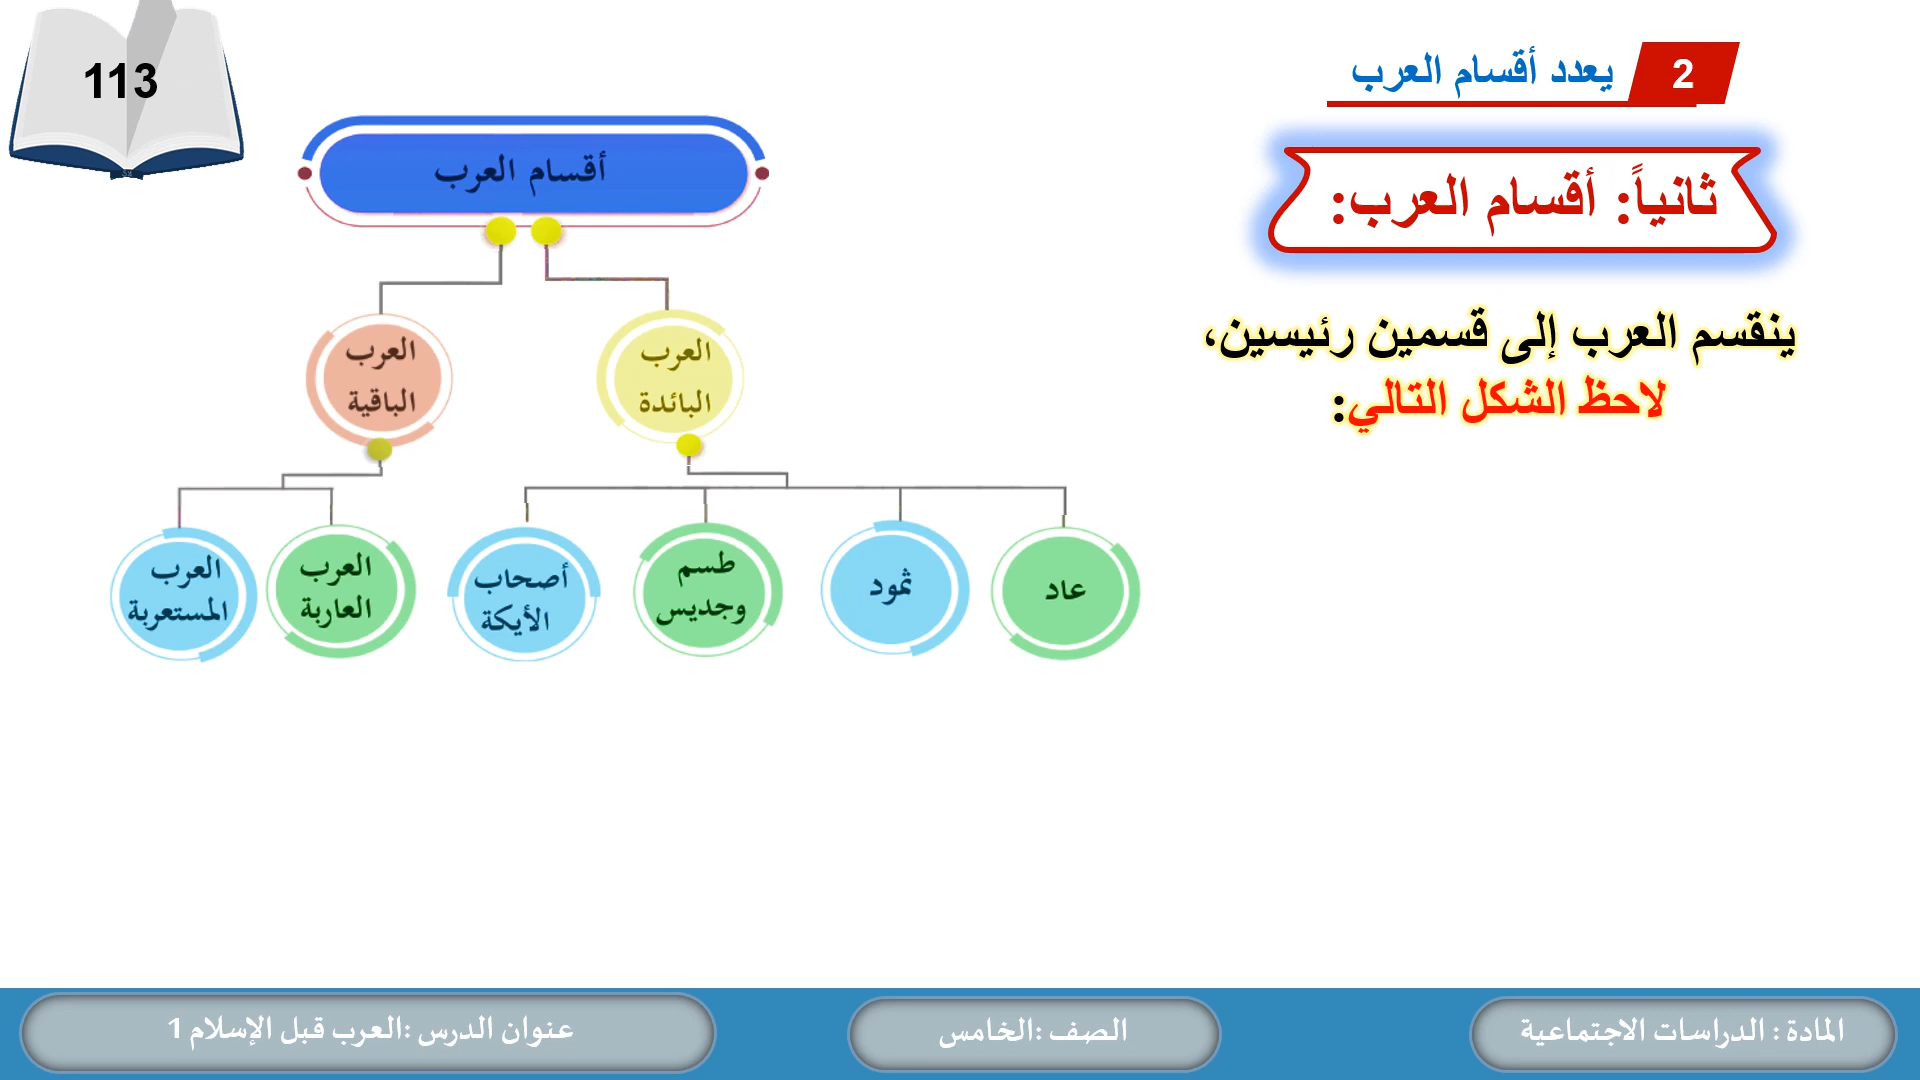 113
2
يعدد أقسام العرب
ثانياً: أقسام العرب:
ينقسم العرب إلى قسمين رئيسين،
لاحظ الشكل التالي:
أقسام العرب
العرب
البائدة
العرب
الباقية
عاد
ثمود
طسم
وجديس
أصحاب
الأيكة
العرب
العاربة
العرب
المستعربة
المادة : الدراسات الاجتماعية
الصف :الخامس
عنوان الدرس :العرب قبل الإسلام 1